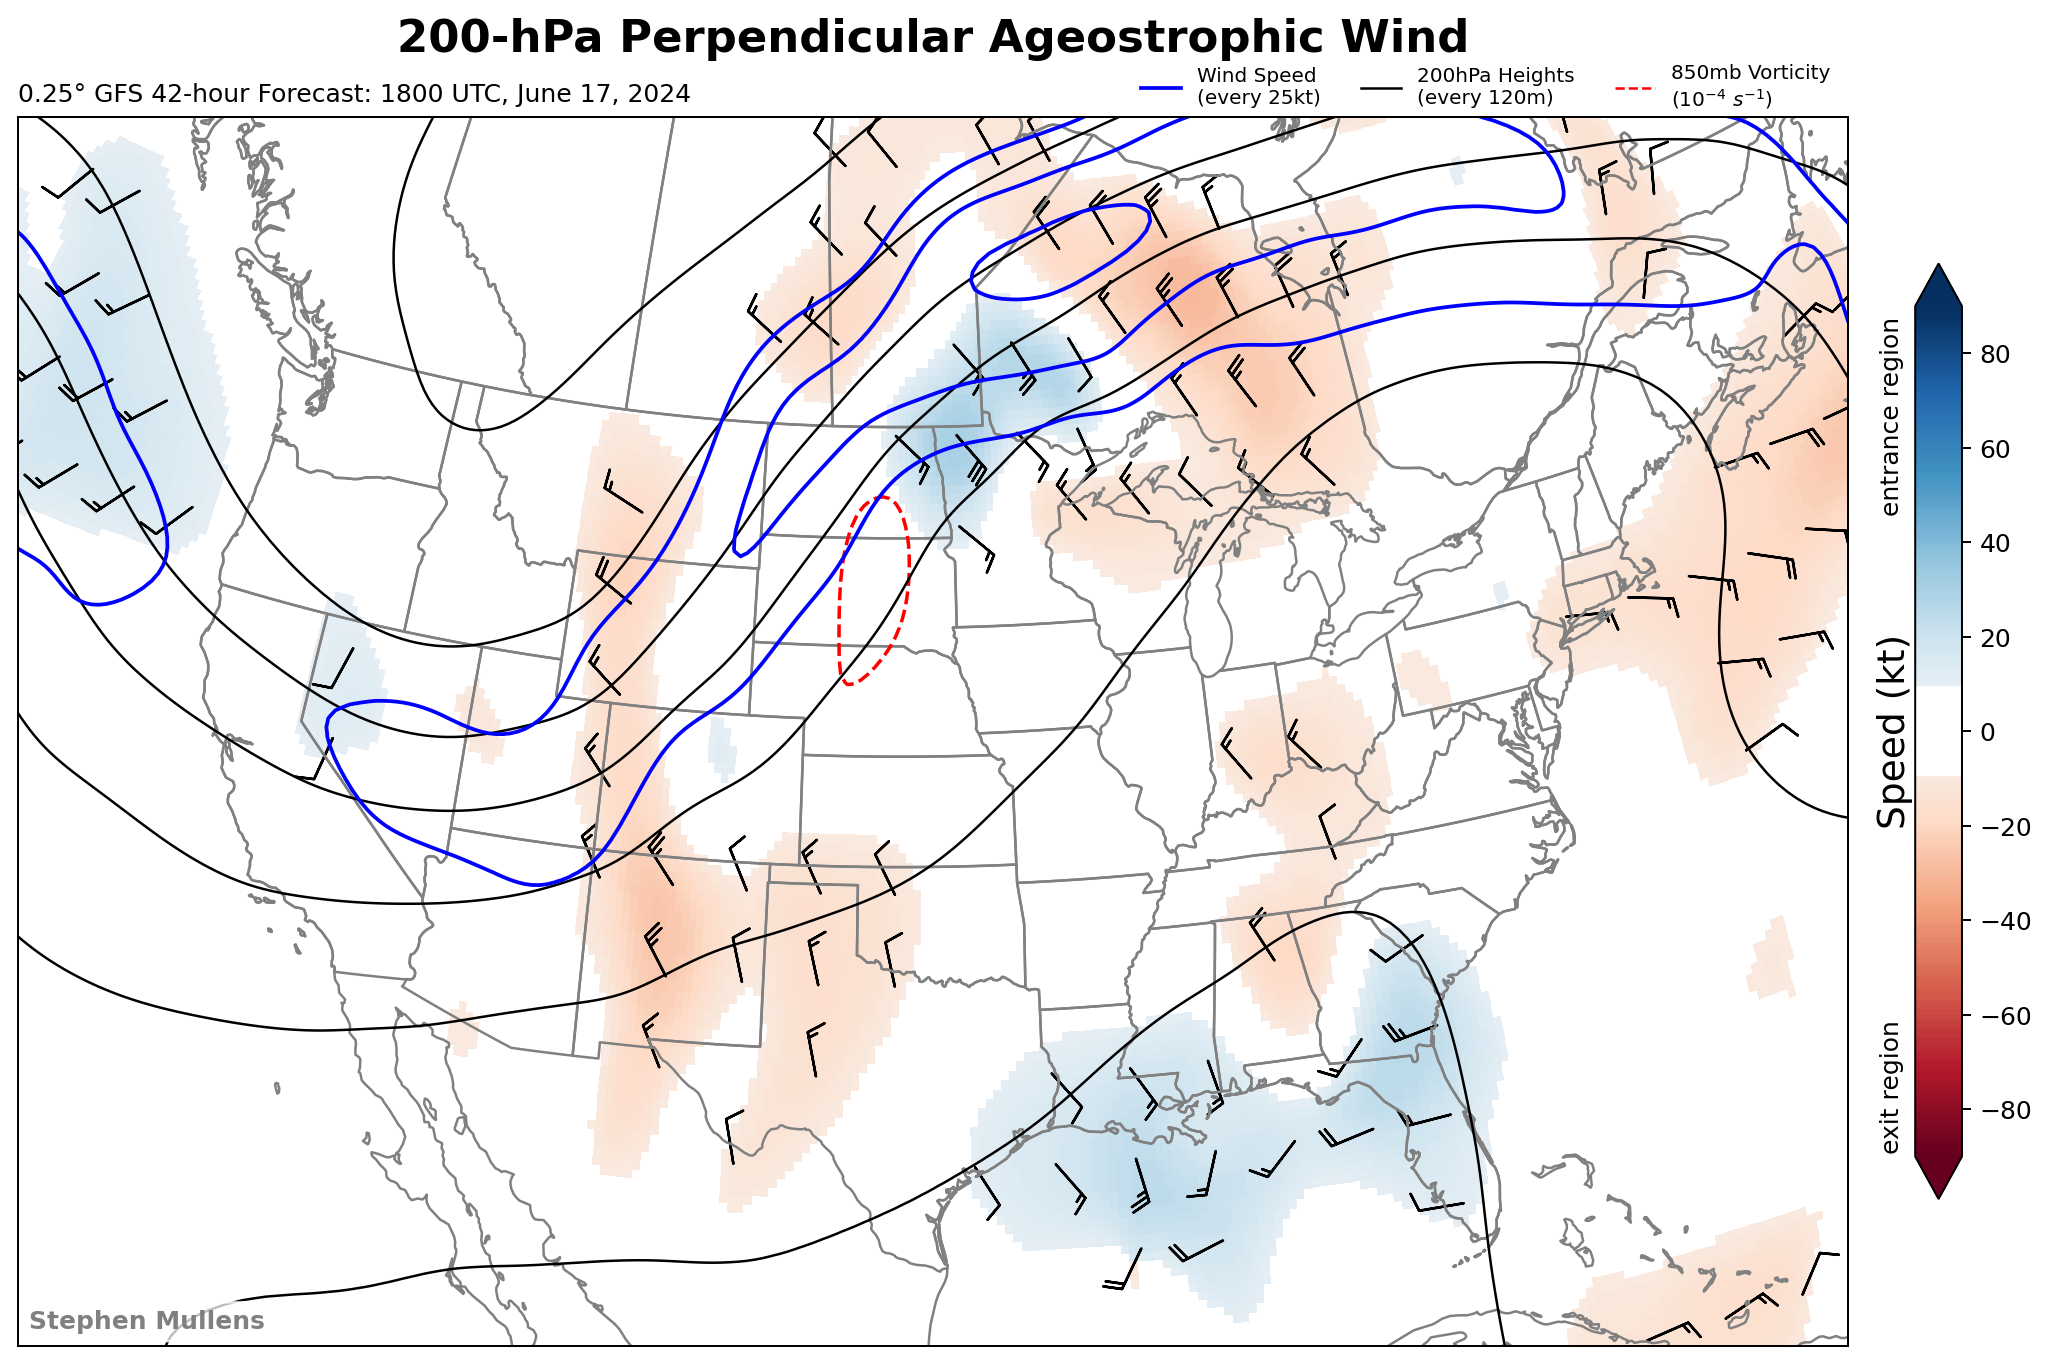 200-hPa Perpendicular Ageostrophic Wind
0.25° GFS 42-hour Forecast: 1800 UTC, June 17, 2024
Wind Speed
(every 25kt)
200hPa Heights
(every 120m)
850mb Vorticity
(10⁻⁴ s⁻¹)
entrance region
Speed (kt)
exit region
80
60
40
20
0
−20
−40
−60
−80
Stephen Mullens